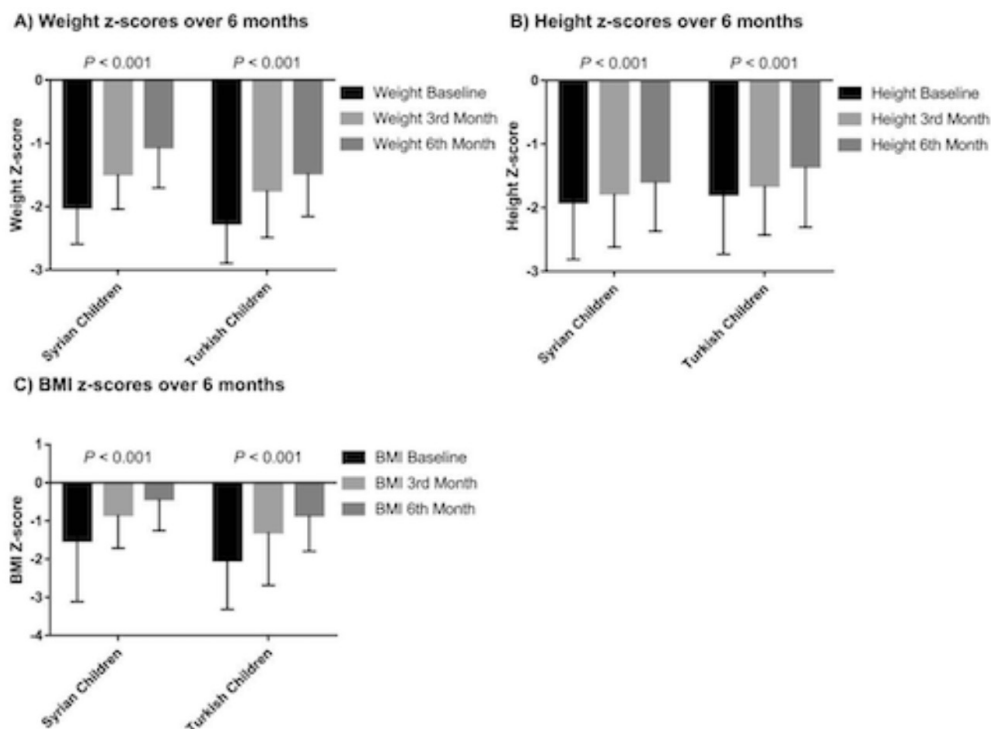 A) Weight z-scores over 6 months
P < 0.001
P < 0.001
0
-1
-2
-3
Weight Z-score
Weight Baseline
Weight 3rd Month
Weight 6th Month
Syrian Children
Turkish Children
B) Height z-scores over 6 months
P < 0.001
P < 0.001
0
-1
-2
-3
Height Z-score
Height Baseline
Height 3rd Month
Height 6th Month
Syrian Children
Turkish Children
C) BMI z-scores over 6 months
P < 0.001
P < 0.001
1
0
-1
-2
-3
-4
BMI Z-score
BMI Baseline
BMI 3rd Month
BMI 6th Month
Syrian Children
Turkish Children